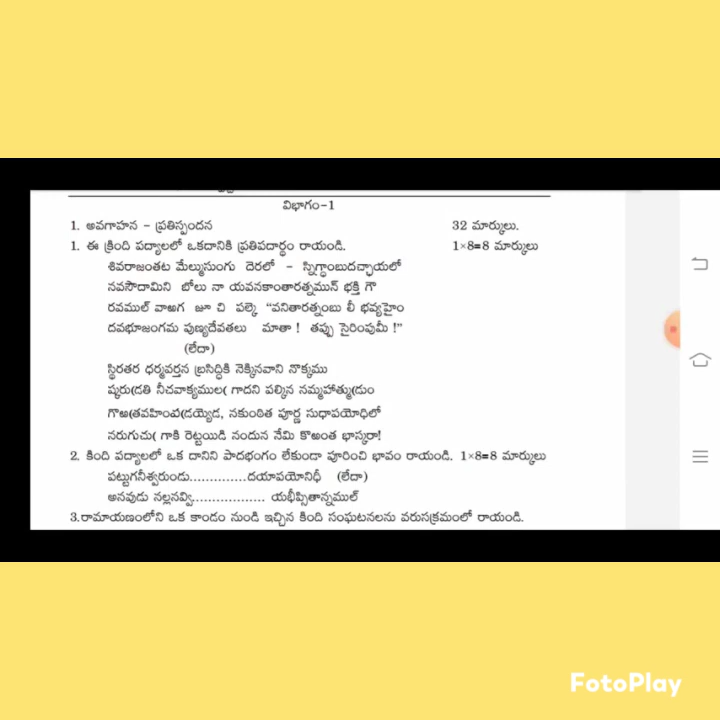 విభాగం-1
1. అవగాహన – ప్రతిస్పందన 32 మార్కులు.
1. ఈ క్రింది పద్యాలలో ఒకదానికి ప్రతిపదార్థం రాయండి. 1×8=8 మార్కులు
శివరాజంతట మేల్ముసుంగు దెరలో – స్నిగ్ధాంబుదచ్ఛాయలో
నవసౌదామిని బోలు నా యవనకాంతారత్నమున్ భక్తి గౌ
రవముల్ వాఱగ జూ చి పల్కె "వనితారత్నంబు లీ భవ్యహైం
దవభూజంగమ పుణ్యదేవతలు మాతా ! తప్పు సైరింపుమీ !"
(లేదా)
స్థిరతర ధర్మవర్తన బ్రసిద్ధికి నెక్కినవాని నొక్కము
ష్కరుఁడతి నీచవాక్యములఁ గాదని పల్కిన నమ్మహాత్ముఁడుం
గొఱఁతవహింపఁడయ్యెడ, నకుంఠిత పూర్ణ సుధాపయోధిలో
నరుగుచుఁ గాకి రెట్టయిడి నందున నేమి కొఱంత భాస్కరా!
2. కింది పద్యాలలో ఒక దానిని పాదభంగం లేకుండా పూరించి భావం రాయండి. 1×8=8 మార్కులు
పట్టుగనీశ్వరుండు..............దయాపయోనిధీ (లేదా)
అనవుడు నల్లనవ్వి.................. యభీప్సితాన్నముల్
3.రామాయణంలోని ఒక కాండం నుండి ఇచ్చిన కింది సంఘటనలను వరుసక్రమంలో రాయండి.
FotoPlay